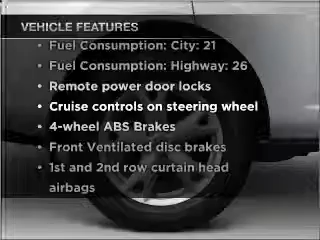 VEHICLE FEATURES
• Fuel Consumption: City: 21
• Fuel Consumption: Highway: 26
• Remote power door locks
• Cruise controls on steering wheel
• 4-wheel ABS Brakes
• Front Ventilated disc brakes
• 1st and 2nd row curtain head
airbags